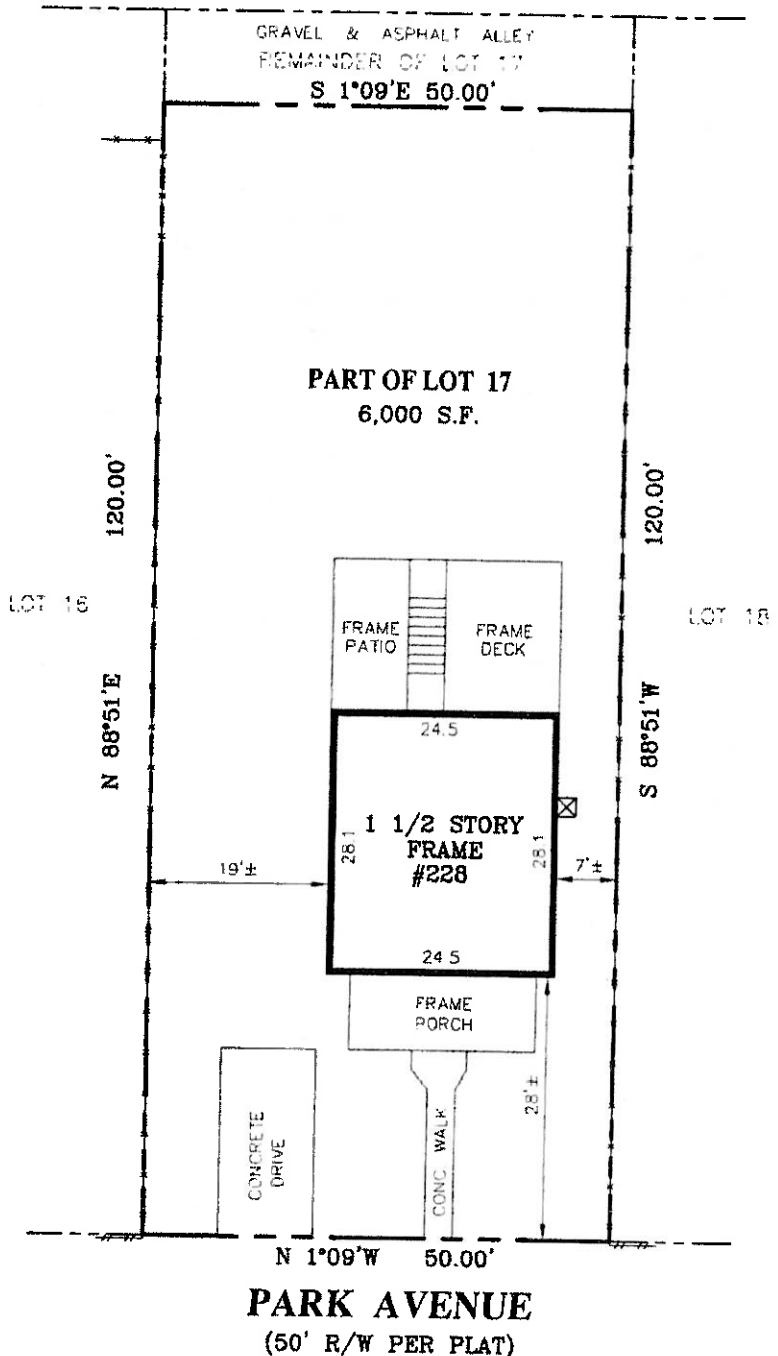 GRAVEL & ASPHALT ALLEY
REMAINDER OF LOT 17
S 1°09'E 50.00'
PART OF LOT 17
6,000 S.F.
120.00'
120.00'
LOT 16
LOT 18
FRAME
PATIO
FRAME
DECK
N 88°51'E
S 88°51'W
24.5
1 1/2 STORY
FRAME
#228
28.1
28.1
19'±
7'±
24 5
FRAME
PORCH
28'±
CONCRETE
DRIVE
CONC WALK
N 1°09'W 50.00'
PARK AVENUE
(50' R/W PER PLAT)